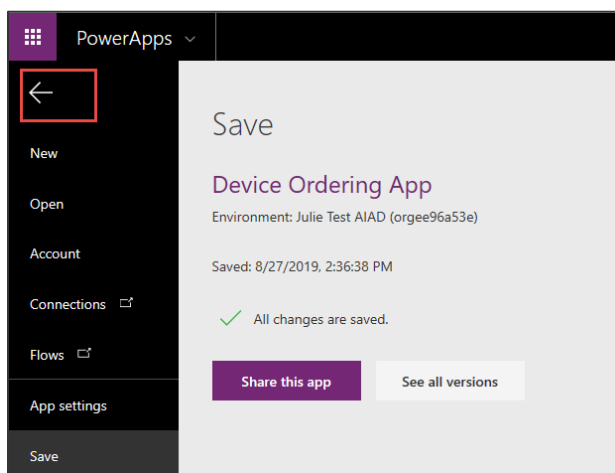 PowerApps
New
Open
Account
Connections
Flows
App settings
Save
Save
Device Ordering App
Environment: Julie Test AIAD (orgee96a53e)
Saved: 8/27/2019, 2:36:38 PM
All changes are saved.
Share this app See all versions